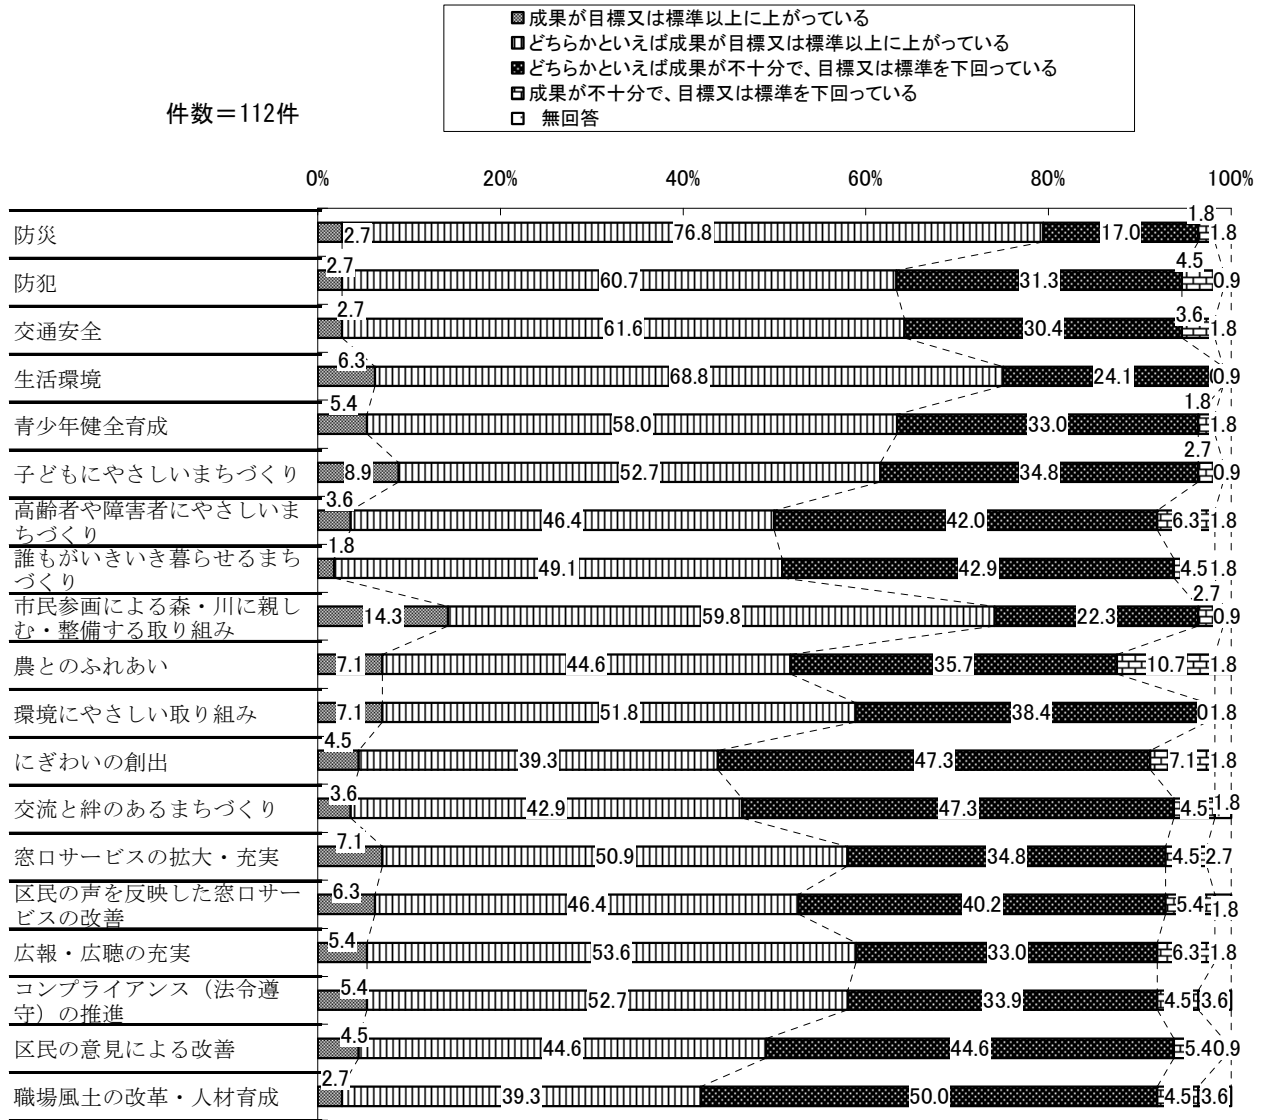 成果が目標又は標準以上に上がっている
どちらかといえば成果が目標又は標準以上に上がっている
どちらかといえば成果が不十分で、目標又は標準を下回っている
成果が不十分で、目標又は標準を下回っている
無回答
件数＝112件
0% 20% 40% 60% 80% 100%
防災 2.7 76.8 17.0 1.8 1.8
防犯 2.7 60.7 31.3 4.5 0.9
交通安全 2.7 61.6 30.4 3.6 1.8
生活環境 6.3 68.8 24.1 0.9
青少年健全育成 5.4 58.0 33.0 1.8 1.8
子どもにやさしいまちづくり 8.9 52.7 34.8 2.7 0.9
高齢者や障害者にやさしいま
ちづくり 3.6 46.4 42.0 6.3 1.8
誰もがいきいき暮らせるまち
づくり 1.8 49.1 42.9 4.5 1.8
市民参画による森・川に親し
む・整備する取り組み 14.3 59.8 22.3 2.7 0.9
農とのふれあい 7.1 44.6 35.7 10.7 1.8
環境にやさしい取り組み 7.1 51.8 38.4 0 1.8
にぎわいの創出 4.5 39.3 47.3 7.1 1.8
交流と絆のあるまちづくり 3.6 42.9 47.3 4.5 1.8
窓口サービスの拡大・充実 7.1 50.9 34.8 4.5 2.7
区民の声を反映した窓口サー
ビスの改善 6.3 46.4 40.2 5.4 1.8
広報・広聴の充実 5.4 53.6 33.0 6.3 1.8
コンプライアンス（法令遵
守）の推進 5.4 52.7 33.9 4.5 3.6
区民の意見による改善 4.5 44.6 44.6 5.4 0.9
職場風土の改革・人材育成 2.7 39.3 50.0 4.5 3.6